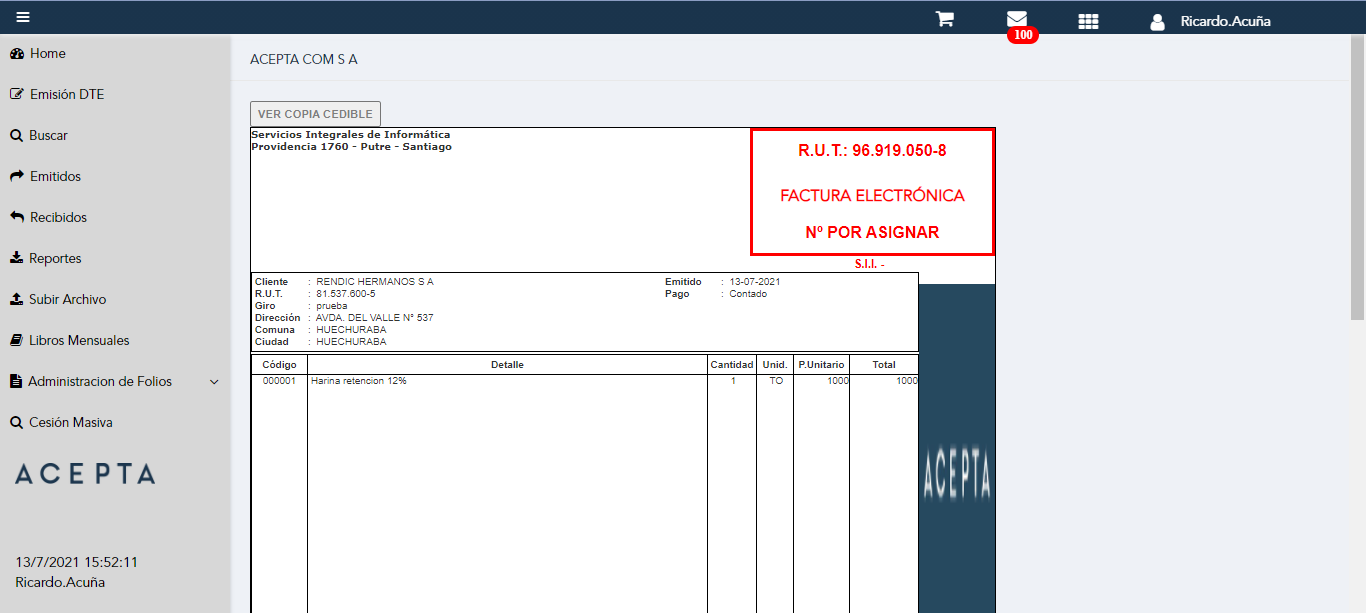 Ricardo.Acuña
100
Home
Emisión DTE
Buscar
Emitidos
Recibidos
Reportes
Subir Archivo
Libros Mensuales
Administracion de Folios
Cesión Masiva
ACEPTA
13/7/2021 15:52:11
Ricardo.Acuña
ACEPTA COM S A
VER COPIA CEDIBLE
Servicios Integrales de Informática
Providencia 1760 - Putre - Santiago
R.U.T.: 96.919.050-8
FACTURA ELECTRÓNICA
Nº POR ASIGNAR
S.I.I. -
Cliente : RENDIC HERMANOS S A Emitido : 13-07-2021
R.U.T. : 81.537.600-5 Pago : Contado
Giro : prueba
Dirección : AVDA. DEL VALLE N° 537
Comuna : HUECHURABA
Ciudad : HUECHURABA
Código Detalle Cantidad Unid. P.Unitario Total
000001 Harina retencion 12% 1 TO 1000 1000
ACEPTA